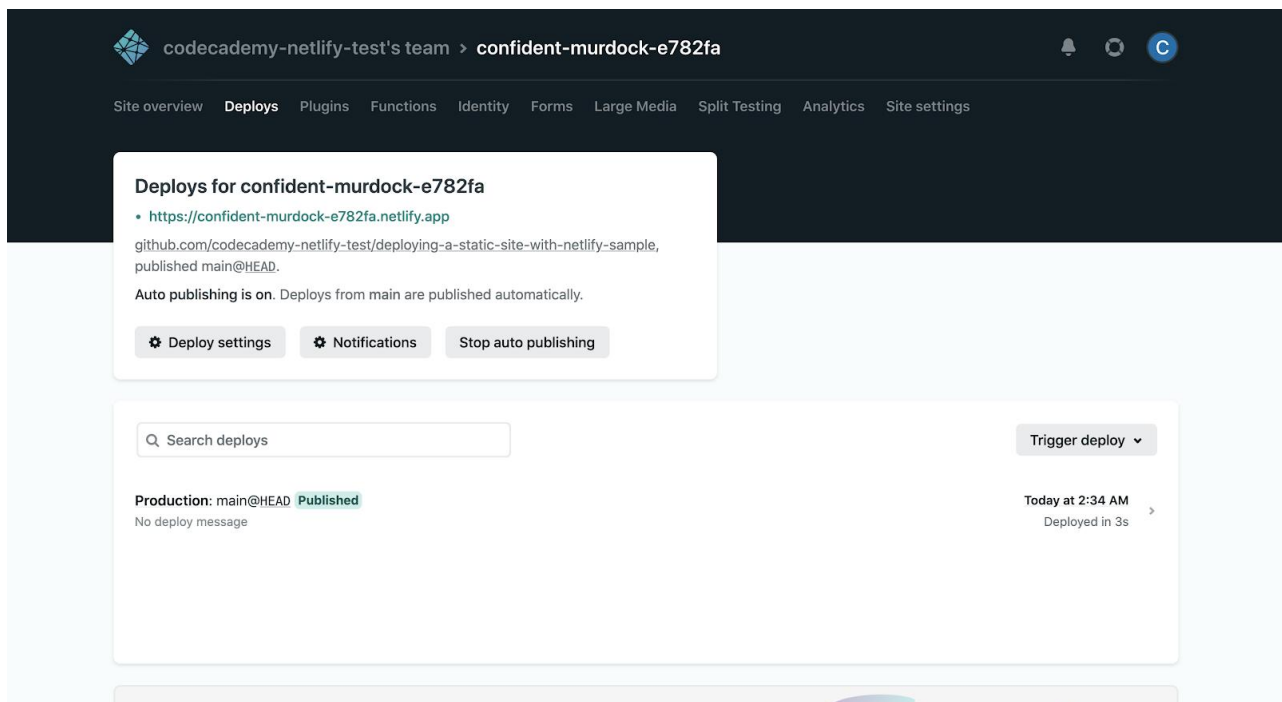 codecademy-netlify-test's team > confident-murdock-e782fa
C
Site overview Deploys Plugins Functions Identity Forms Large Media Split Testing Analytics Site settings
Deploys for confident-murdock-e782fa
• https://confident-murdock-e782fa.netlify.app
github.com/codecademy-netlify-test/deploying-a-static-site-with-netlify-sample,
published main@HEAD.
Auto publishing is on. Deploys from main are published automatically.
Deploy settings Notifications Stop auto publishing
Search deploys Trigger deploy
Production: main@HEAD Published Today at 2:34 AM
No deploy message Deployed in 3s